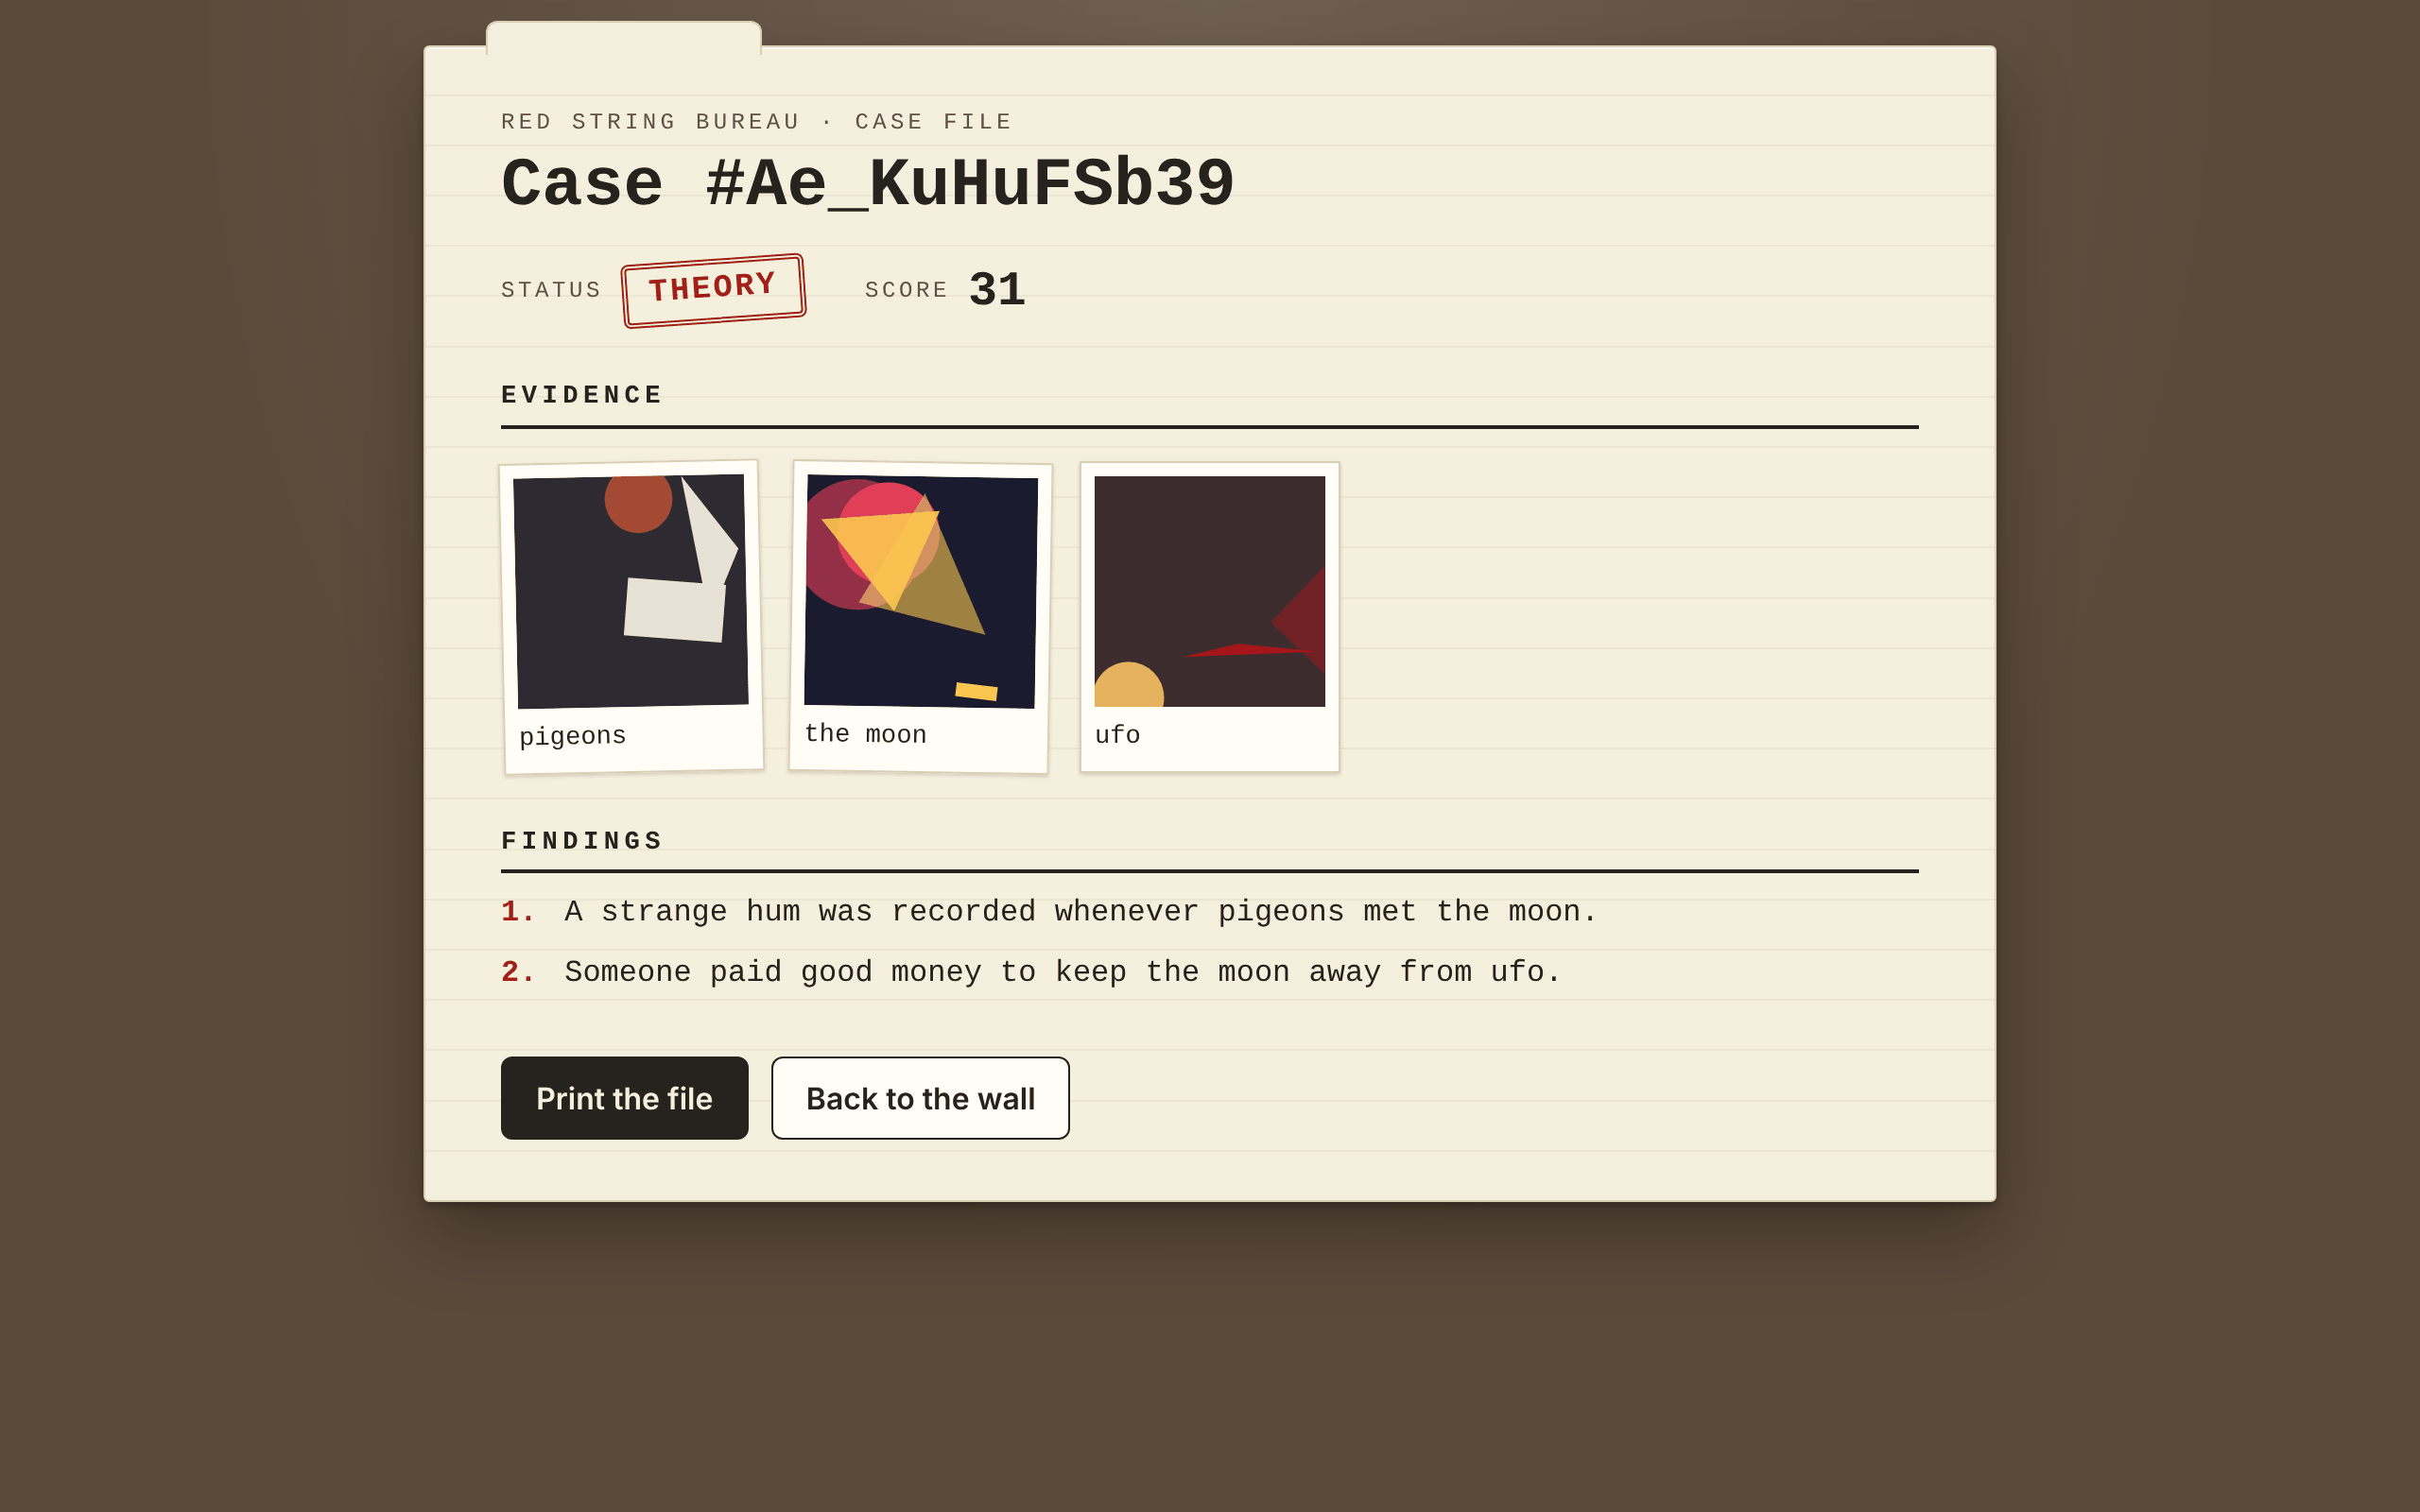 RED STRING BUREAU · CASE FILE
Case #Ae_KuHuFSb39
STATUS THEORY SCORE 31
EVIDENCE
pigeons the moon ufo
FINDINGS
1. A strange hum was recorded whenever pigeons met the moon.
2. Someone paid good money to keep the moon away from ufo.
Print the file Back to the wall